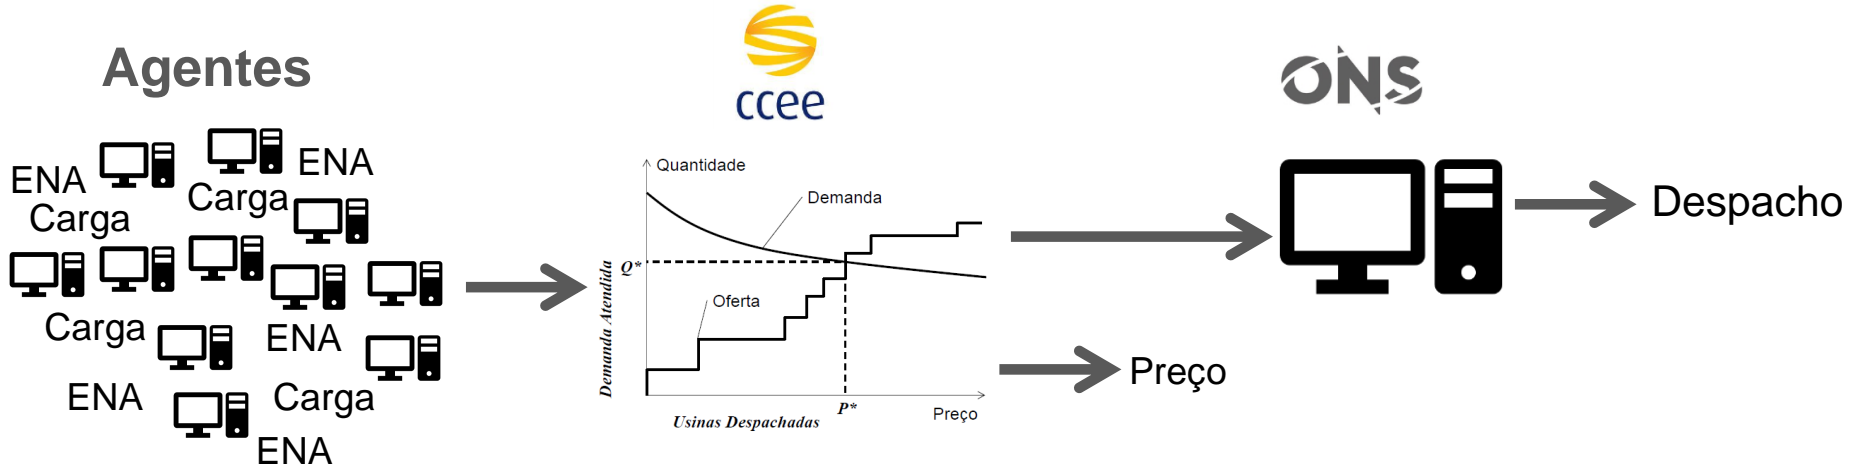 Agentes
ENA
ENA
Carga
Carga
Carga
ENA
ENA
Carga
ENA
ccee
Quantidade
Demanda
Q*
Oferta
Demanda Atendida
P*
Preço
Usinas Despachadas
Preço
ONS
Despacho